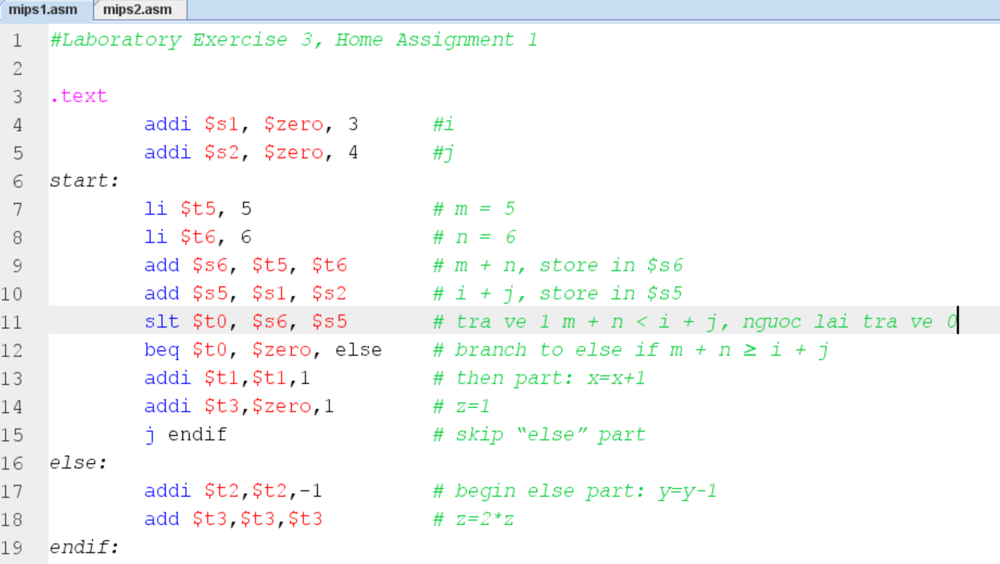 mips1.asm mips2.asm
1 #Laboratory Exercise 3, Home Assignment 1
2
3 .text
4 addi $s1, $zero, 3 #i
5 addi $s2, $zero, 4 #j
6 start:
7 li $t5, 5 # m = 5
8 li $t6, 6 # n = 6
9 add $s6, $t5, $t6 # m + n, store in $s6
10 add $s5, $s1, $s2 # i + j, store in $s5
11 slt $t0, $s6, $s5 # tra ve 1 m + n < i + j, nguoc lai tra ve 0
12 beq $t0, $zero, else # branch to else if m + n ≥ i + j
13 addi $t1,$t1,1 # then part: x=x+1
14 addi $t3,$zero,1 # z=1
15 j endif # skip “else” part
16 else:
17 addi $t2,$t2,-1 # begin else part: y=y-1
18 add $t3,$t3,$t3 # z=2*z
19 endif: